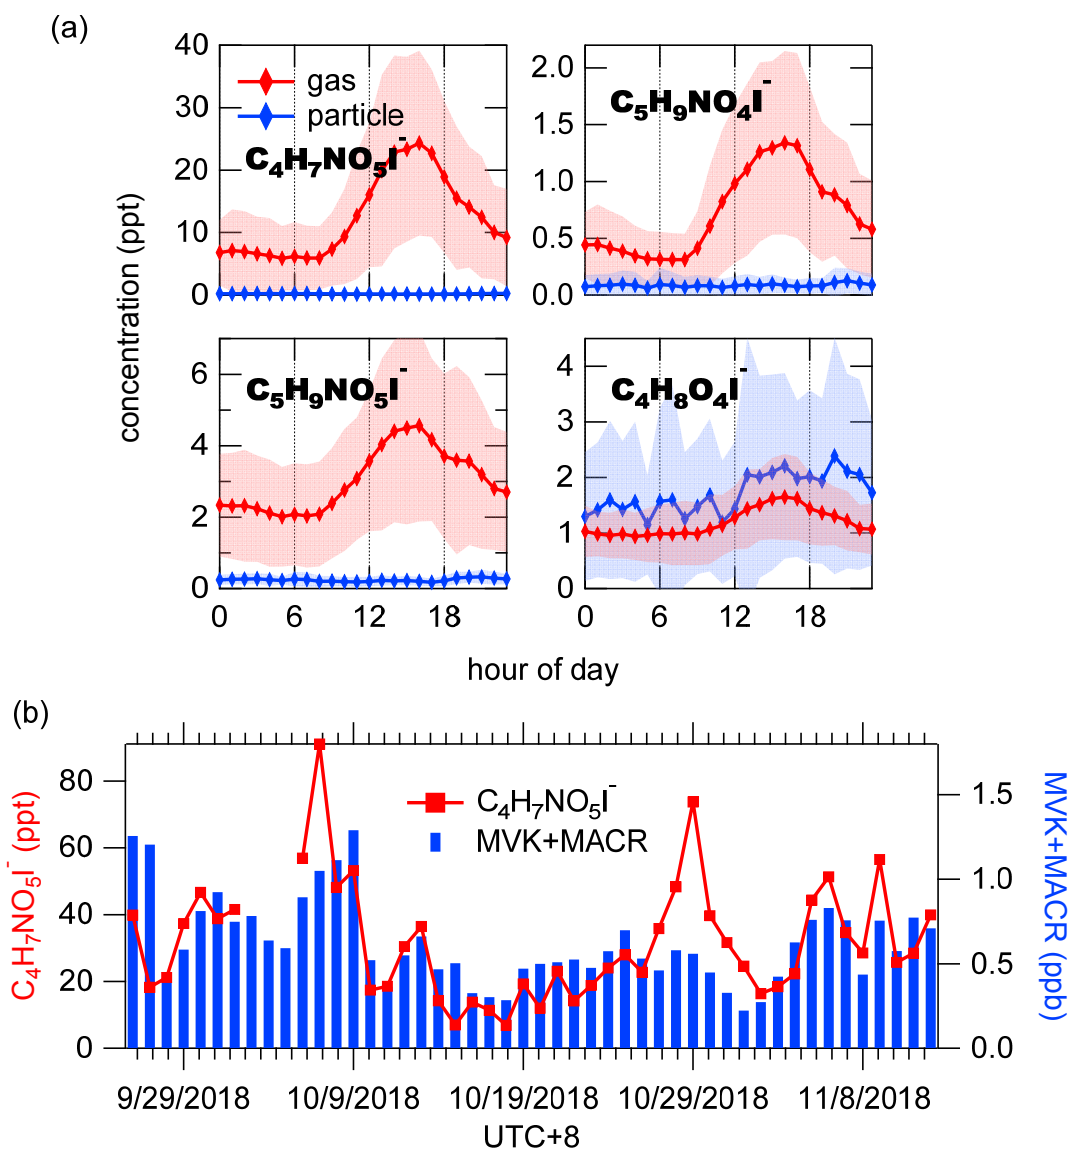 (a)
40
30
20
10
0
gas
particle
C4H7NO5I-
2.0
1.5
1.0
0.5
0.0
C5H9NO4I-
concentration (ppt)
6
4
2
0
C5H9NO5I-
4
3
2
1
0
C4H8O4I-
0 6 12 18
0 6 12 18
hour of day
(b)
C4H7NO5I- (ppt)
80
60
40
20
0
C4H7NO5I-
MVK+MACR
1.5
1.0
0.5
0.0
MVK+MACR (ppb)
9/29/2018 10/9/2018 10/19/2018 10/29/2018 11/8/2018
UTC+8